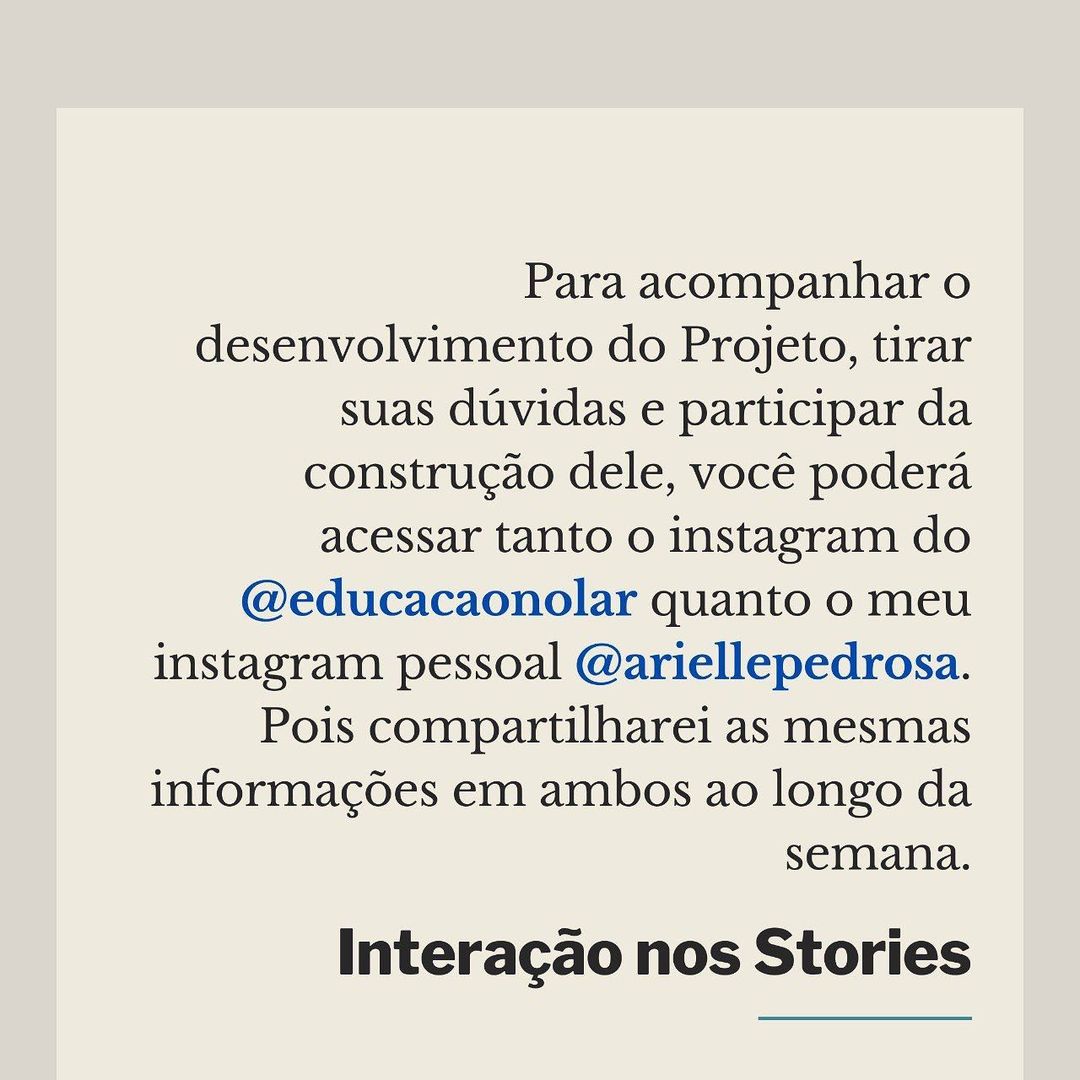 Para acompanhar o
desenvolvimento do Projeto, tirar
suas dúvidas e participar da
construção dele, você poderá
acessar tanto o instagram do
@educacaonolar quanto o meu
instagram pessoal @ariellepedrosa.
Pois compartilharei as mesmas
informações em ambos ao longo da
semana.
Interação nos Stories